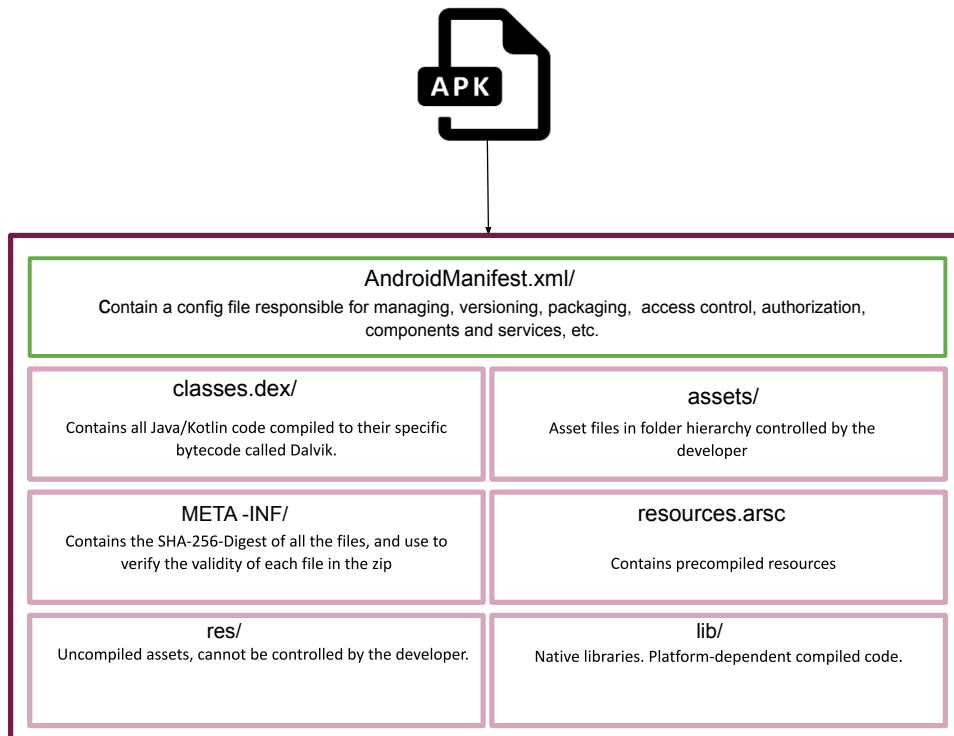 APK
AndroidManifest.xml/
Contain a config file responsible for managing, versioning, packaging, access control, authorization,
components and services, etc.
classes.dex/
Contains all Java/Kotlin code compiled to their specific
bytecode called Dalvik.
assets/
Asset files in folder hierarchy controlled by the
developer
META -INF/
Contains the SHA-256-Digest of all the files, and use to
verify the validity of each file in the zip
resources.arsc
Contains precompiled resources
res/
Uncompiled assets, cannot be controlled by the developer.
lib/
Native libraries. Platform-dependent compiled code.